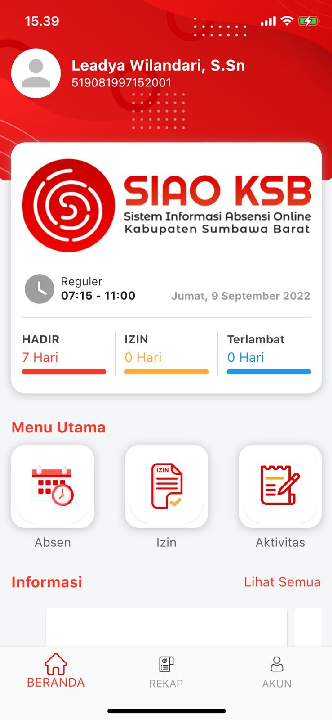 15.39
Leadya Wilandari, S.Sn
519081997152001
SIAO KSB
Sistem Informasi Absensi Online
Kabupaten Sumbawa Barat
Reguler
07:15 - 11:00
Jumat, 9 September 2022
HADIR IZIN Terlambat
7 Hari 0 Hari 0 Hari
Menu Utama
IZIN
Absen Izin Aktivitas
Informasi Lihat Semua
BERANDA REKAP AKUN